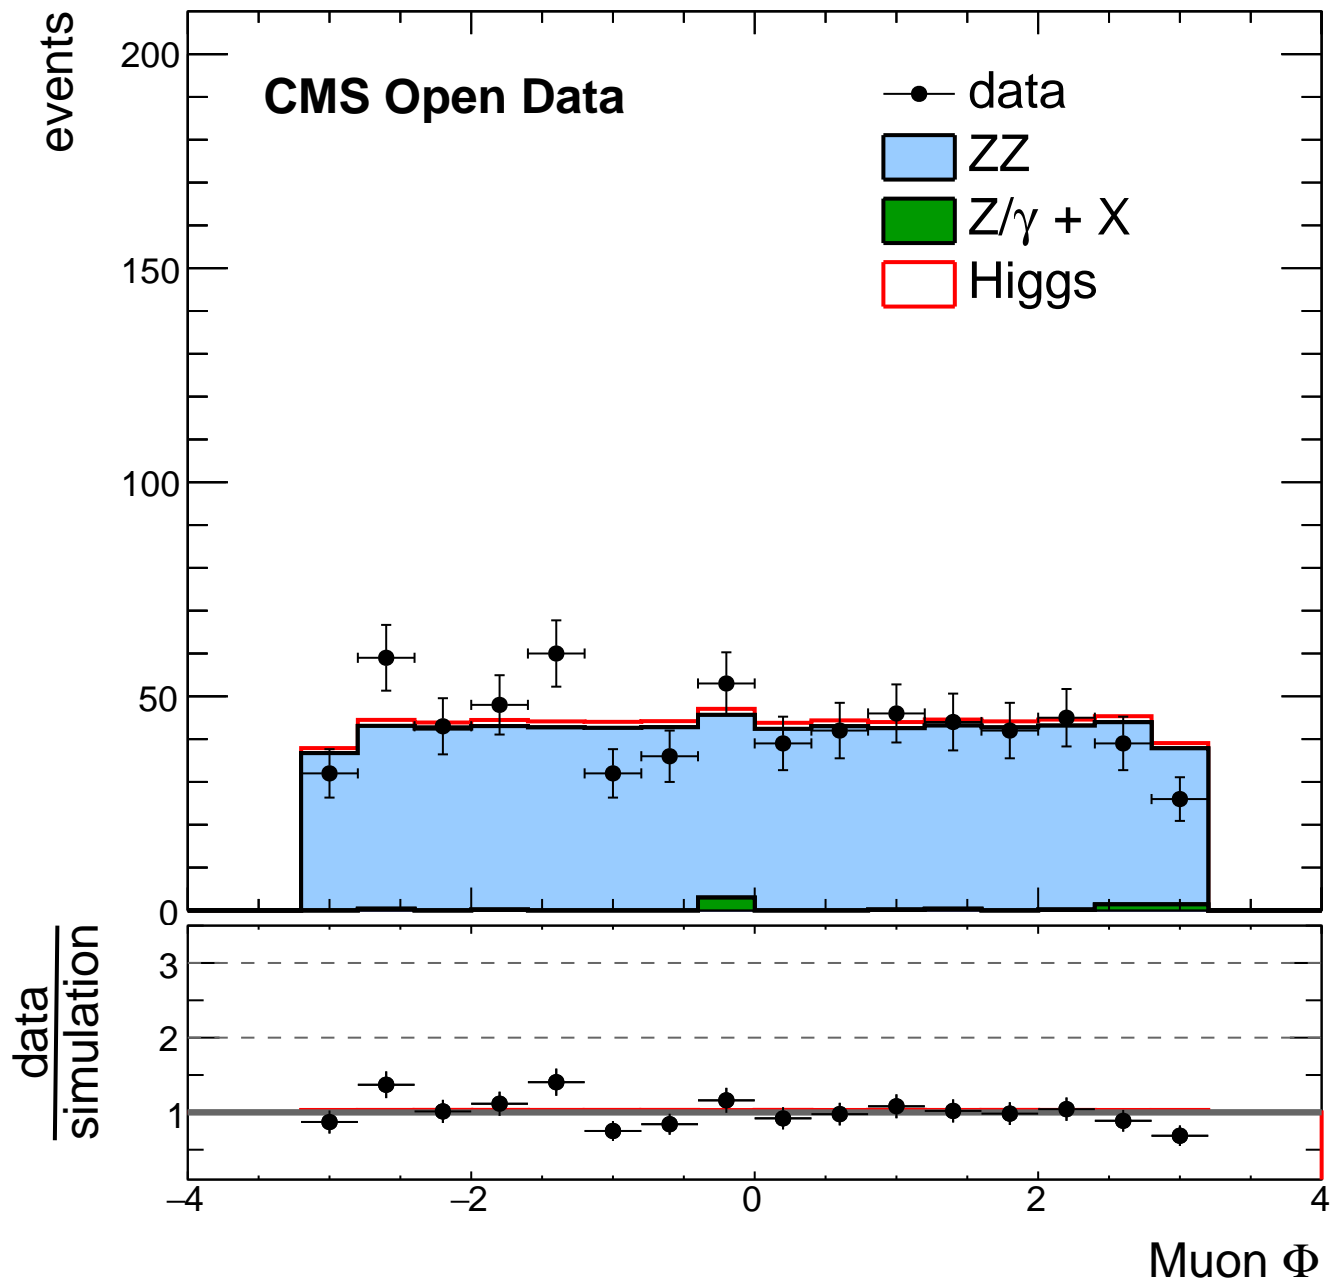 events
200
150
100
50
0
CMS Open Data
data
ZZ
Z/γ + X
Higgs
data
simulation
3
2
1
−4
−2
0
2
4
Muon Φ